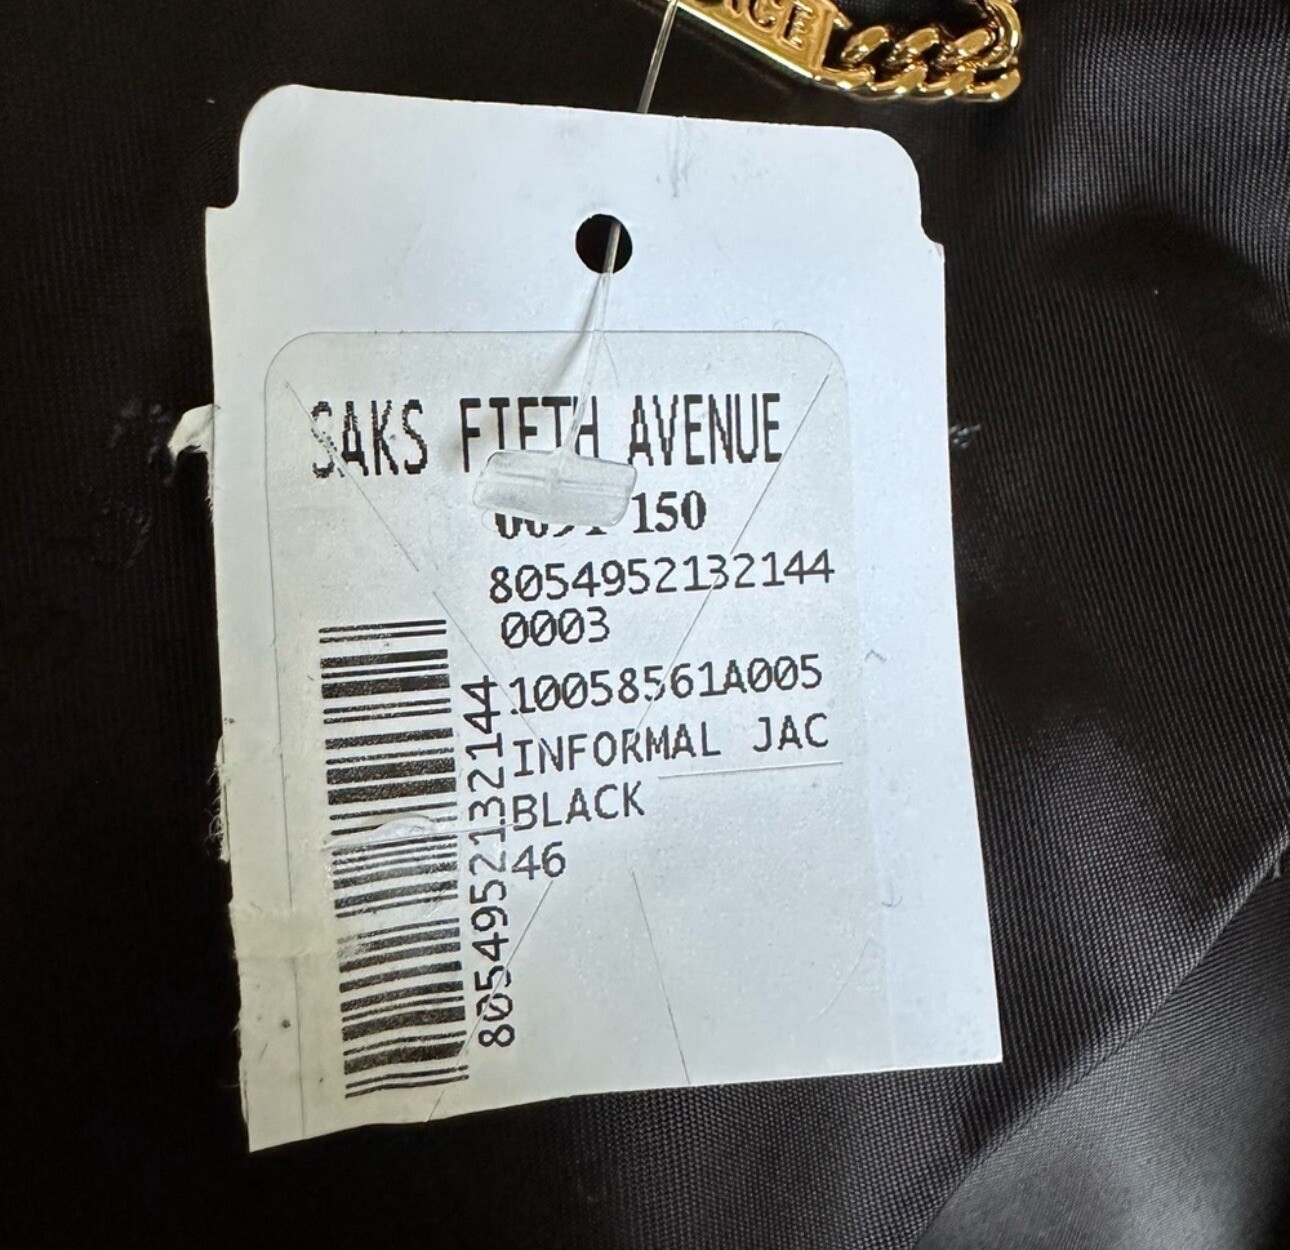 SAKS FIFTH AVENUE
150
8054952132144
0003
10058561A005
INFORMAL JAC
BLACK
46
8054952132144